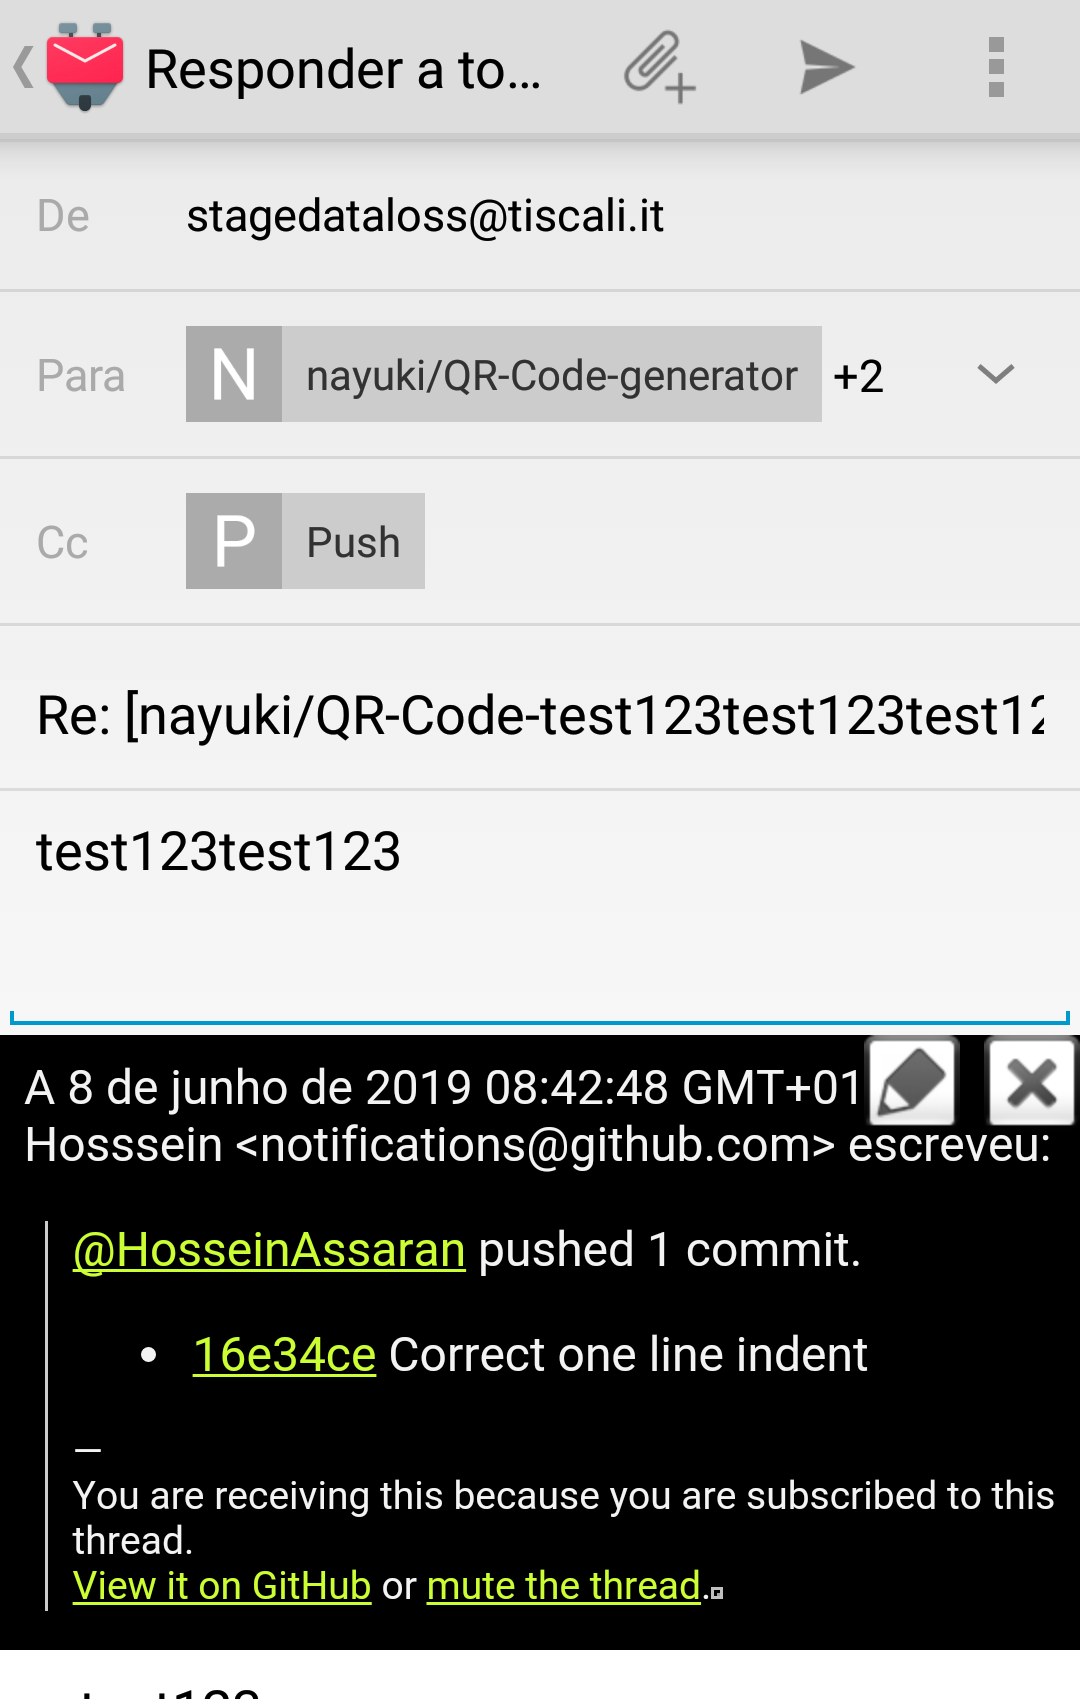 Responder a to...
De stagedataloss@tiscali.it
Para N nayuki/QR-Code-generator +2
Cc P Push
Re: [nayuki/QR-Code-test123test123test12
test123test123
A 8 de junho de 2019 08:42:48 GMT+01
Hosssein <notifications@github.com> escreveu:
@HosseinAssaran pushed 1 commit.
• 16e34ce Correct one line indent
—
You are receiving this because you are subscribed to this
thread.
View it on GitHub or mute the thread.